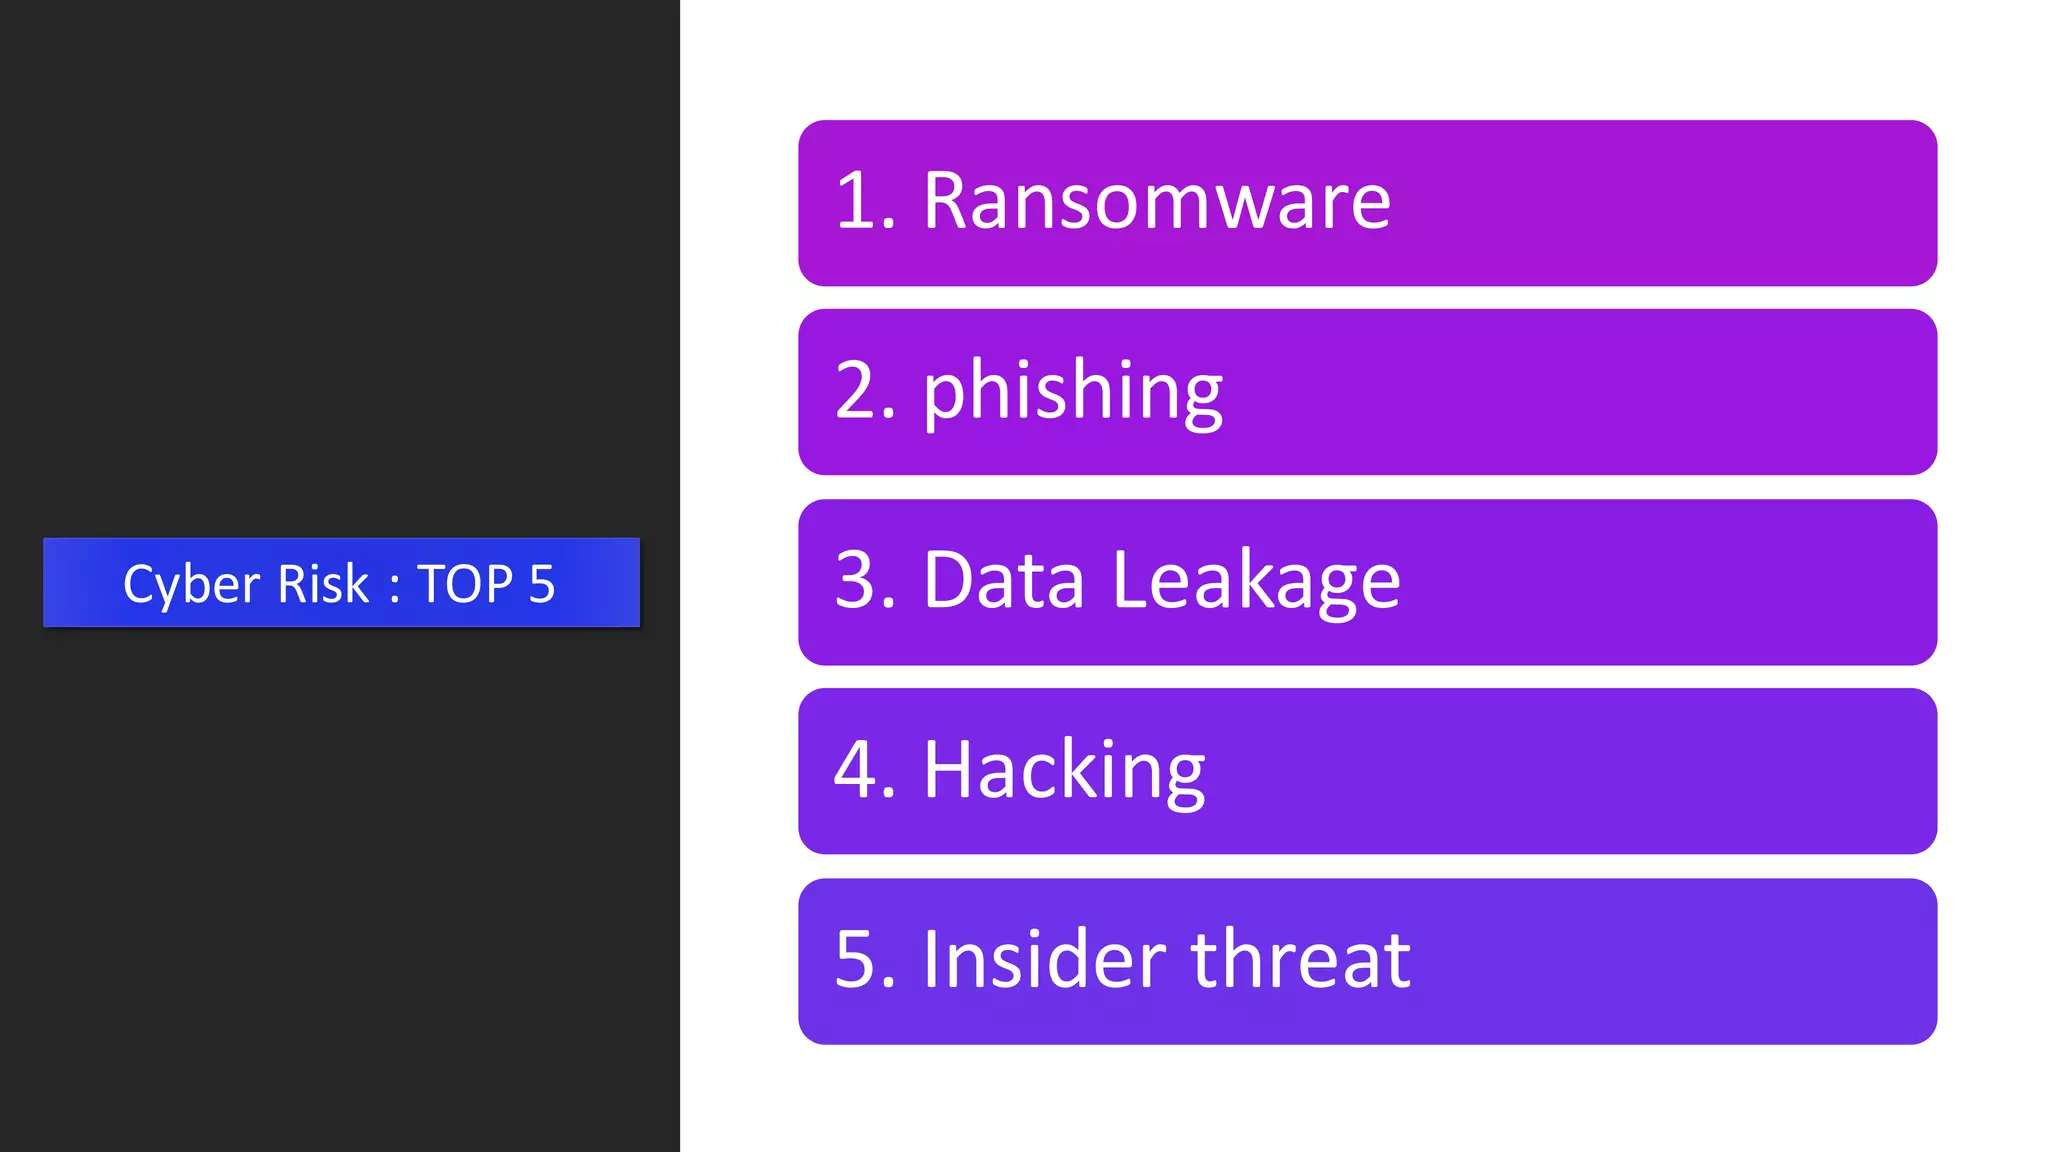 Cyber Risk : TOP 5
1. Ransomware
2. phishing
3. Data Leakage
4. Hacking
5. Insider threat